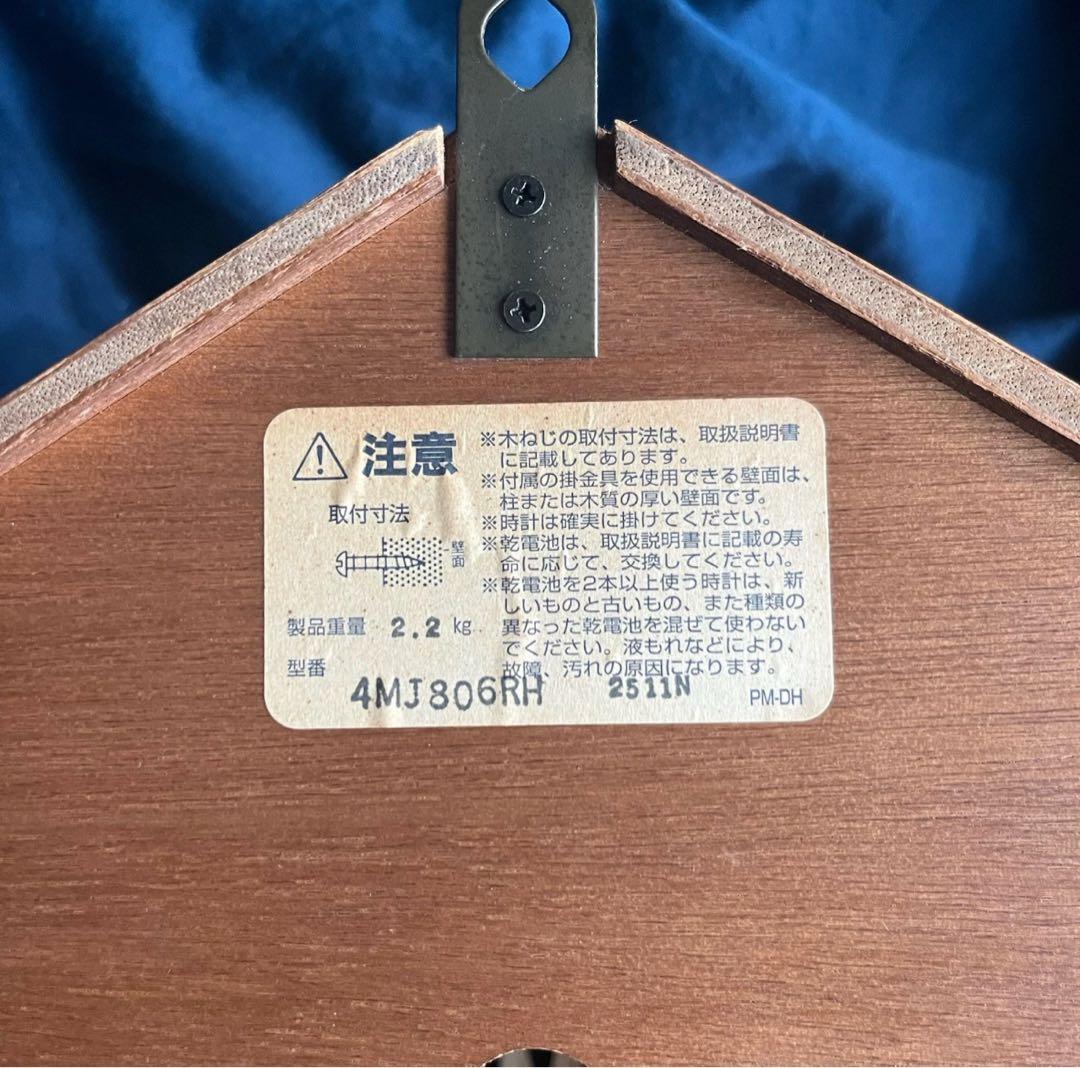 注意
取付寸法
壁面
製品重量 2.2 kg
型番
4MJ806RH 2511N
※木ねじの取付寸法は、取扱説明書
に記載してあります。
※付属の掛金具を使用できる壁面は、
柱または木質の厚い壁面です。
※時計は確実に掛けてください。
※乾電池は、取扱説明書に記載の寿
命に応じて、交換してください。
※乾電池を2本以上使う時計は、新
しいものと古いもの、また種類の
異なった乾電池を混ぜて使わない
でください。液もれなどにより、
故障、汚れの原因になります。
PM-DH